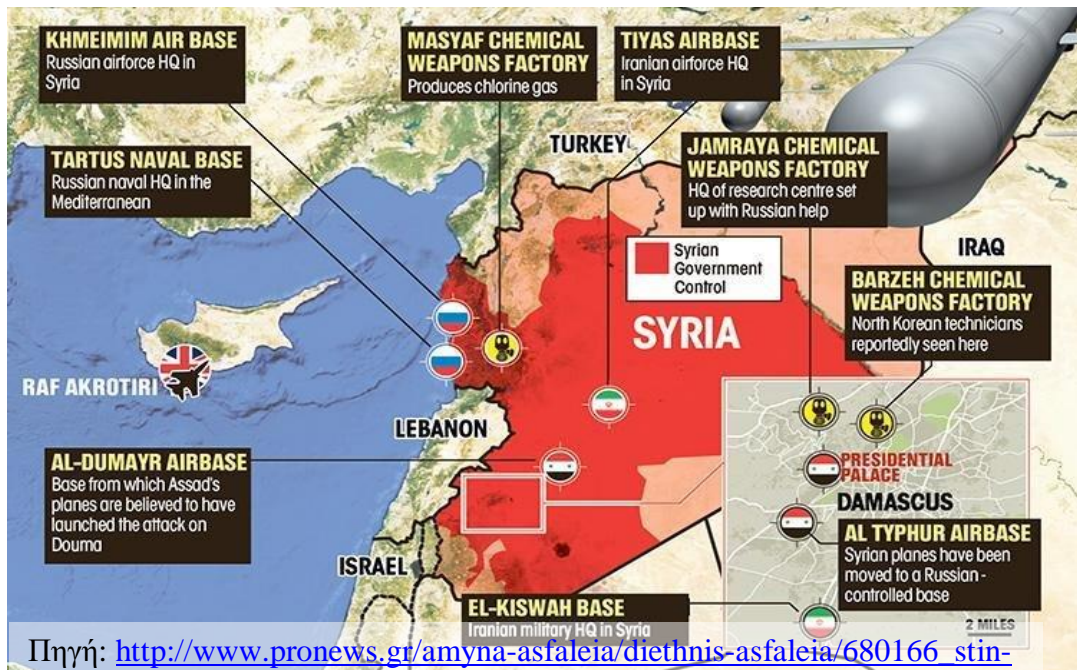 KHMEIMIM AIR BASE
Russian airforce HQ in
Syria
MASYAF CHEMICAL
WEAPONS FACTORY
Produces chlorine gas
TIYAS AIRBASE
Iranian airforce HQ
in Syria
TARTUS NAVAL BASE
Russian naval HQ in the
Mediterranean
TURKEY
JAMRAYA CHEMICAL
WEAPONS FACTORY
HQ of research centre set
up with Russian help
Syrian
Government
Control
IRAQ
BARZEH CHEMICAL
WEAPONS FACTORY
North Korean technicians
reportedly seen here
SYRIA
RAF AKROTIRI
LEBANON
AL-DUMAYR AIRBASE
Base from which Assad's
planes are believed to have
launched the attack on
Douma
PRESIDENTIAL
PALACE
DAMASCUS
AL TYPHUR AIRBASE
Syrian planes have been
moved to a Russian -
controlled base
ISRAEL
EL-KISWAH BASE
Iranian military HQ in Syria
2 MILES
Πηγή: http://www.pronews.gr/amyna-asfaleia/diethnis-asfaleia/680166_stin-